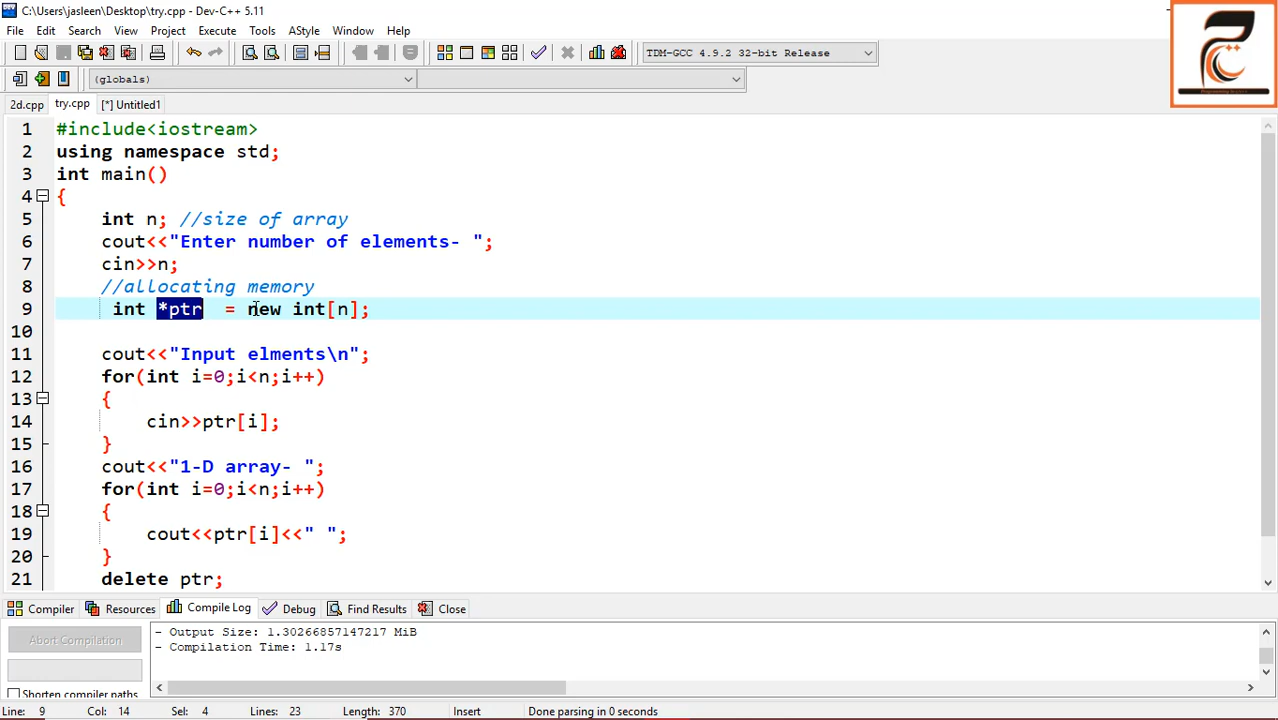 C:\Users\jasleen\Desktop\try.cpp - Dev-C++ 5.11
File Edit Search View Project Execute Tools AStyle Window Help
TDM-GCC 4.9.2 32-bit Release
(globals)
2d.cpp try.cpp [*] Untitled1
1 #include<iostream>
2 using namespace std;
3 int main()
4 {
5 int n; //size of array
6 cout<<"Enter number of elements- ";
7 cin>>n;
8 //allocating memory
9 int *ptr = new int[n];
10
11 cout<<"Input elments\n";
12 for(int i=0;i<n;i++)
13 {
14 cin>>ptr[i];
15 }
16 cout<<"1-D array- ";
17 for(int i=0;i<n;i++)
18 {
19 cout<<ptr[i]<<" ";
20 }
21 delete ptr;
Compiler Resources Compile Log Debug Find Results Close
Abort Compilation
Shorten compiler paths
- Output Size: 1.30266857147217 MiB
- Compilation Time: 1.17s
Line: 9 Col: 14 Sel: 4 Lines: 23 Length: 370 Insert Done parsing in 0 seconds